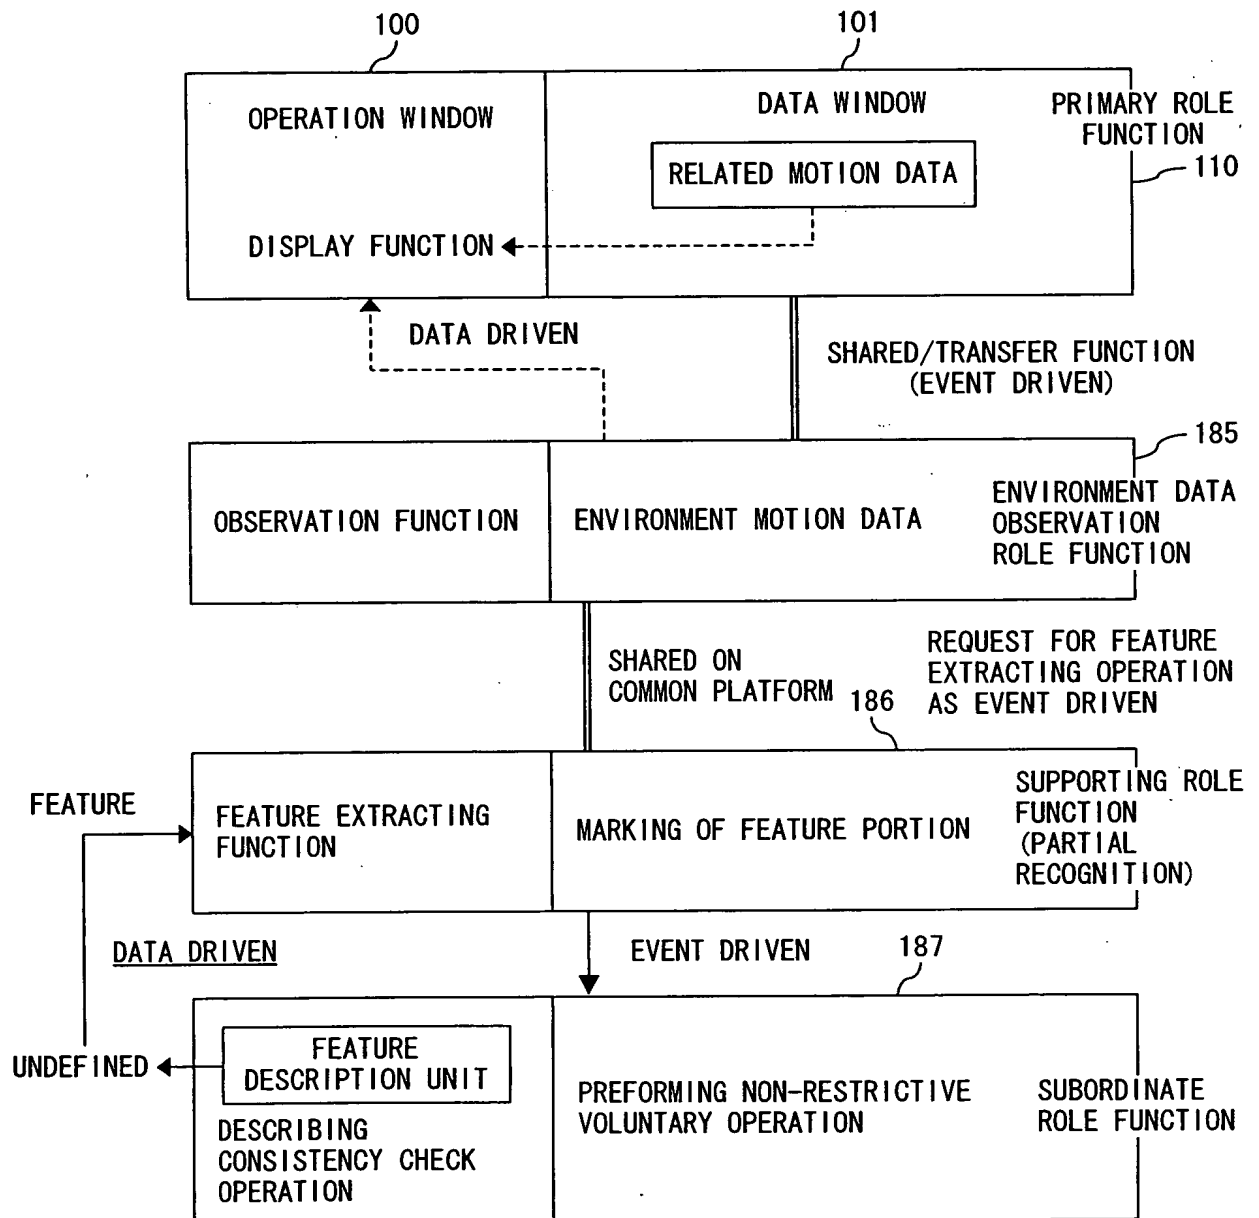 100
101
OPERATION WINDOW
DATA WINDOW
PRIMARY ROLE
FUNCTION
110
RELATED MOTION DATA
DISPLAY FUNCTION
DATA DRIVEN
SHARED/TRANSFER FUNCTION
(EVENT DRIVEN)
185
OBSERVATION FUNCTION
ENVIRONMENT MOTION DATA
ENVIRONMENT DATA
OBSERVATION
ROLE FUNCTION
SHARED ON
COMMON PLATFORM
REQUEST FOR FEATURE
EXTRACTING OPERATION
AS EVENT DRIVEN
186
FEATURE
FEATURE EXTRACTING
FUNCTION
MARKING OF FEATURE PORTION
SUPPORTING ROLE
FUNCTION
(PARTIAL
RECOGNITION)
DATA DRIVEN
EVENT DRIVEN
187
UNDEFINED
FEATURE
DESCRIPTION UNIT
DESCRIBING
CONSISTENCY CHECK
OPERATION
PREFORMING NON-RESTRICTIVE
VOLUNTARY OPERATION
SUBORDINATE
ROLE FUNCTION